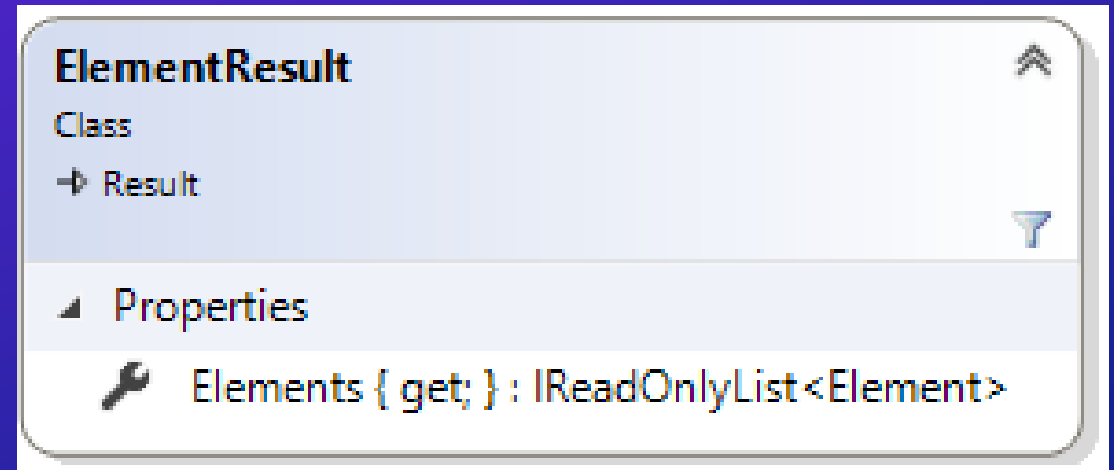 ElementResult
Class
Result
Properties
Elements { get; } : IReadOnlyList<Element>